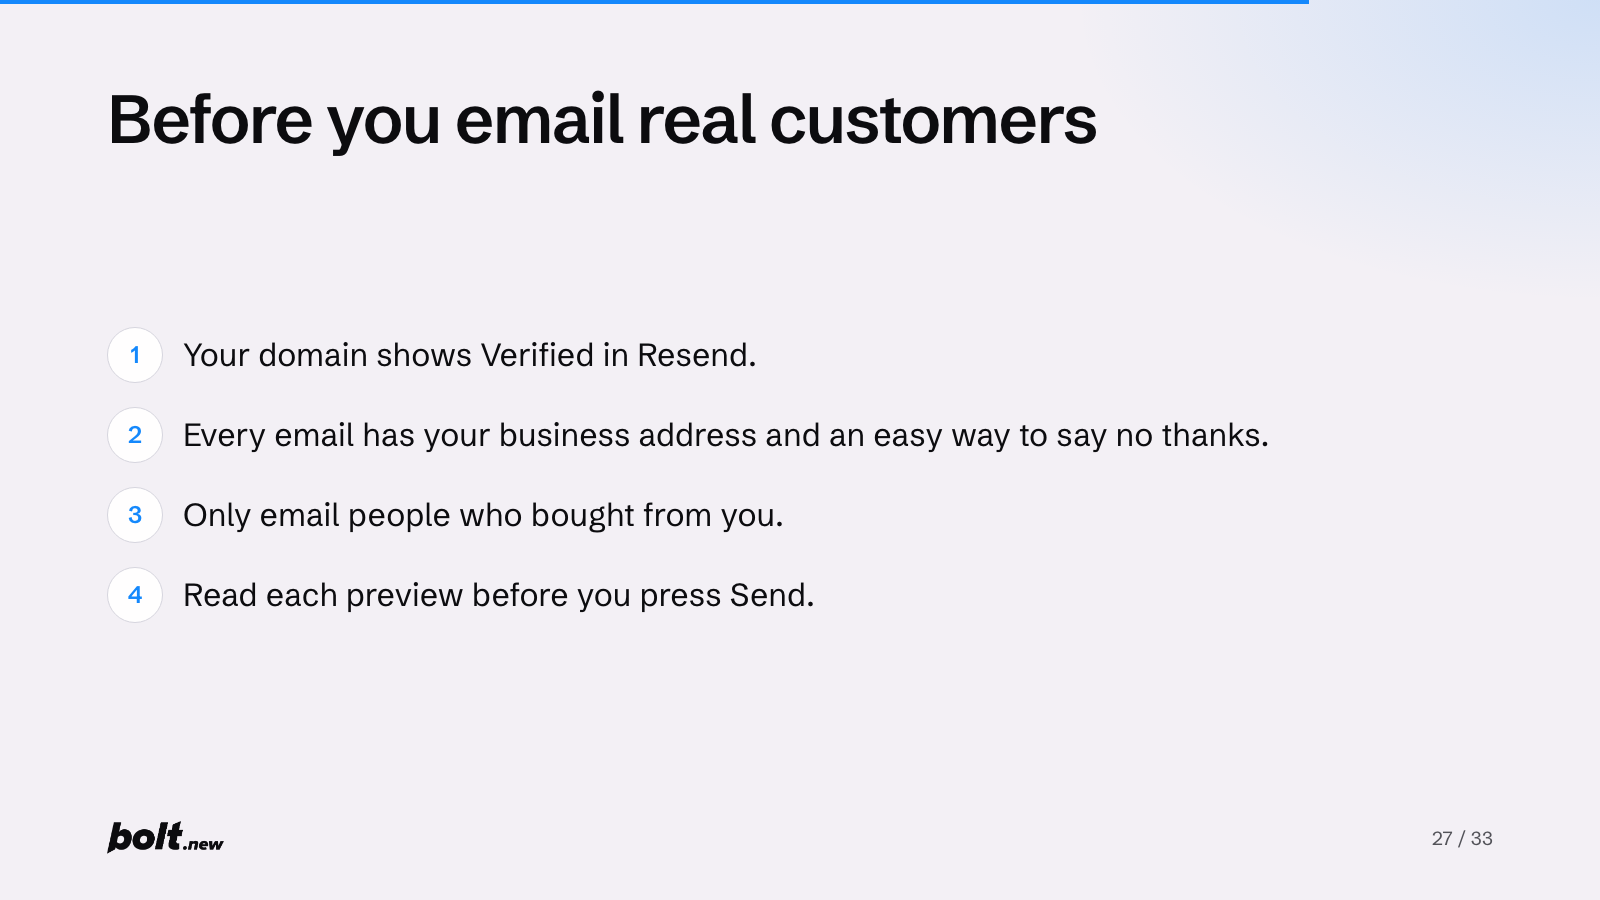 Before you email real customers
1 Your domain shows Verified in Resend.
2 Every email has your business address and an easy way to say no thanks.
3 Only email people who bought from you.
4 Read each preview before you press Send.
bolt.new
27 / 33